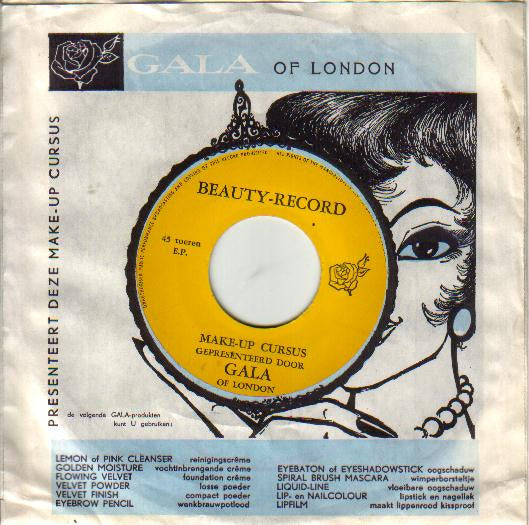 GALA OF LONDON
PRESENTEERT DEZE MAKE-UP CURSUS
BEAUTY-RECORD
45 toeren
E.P.
MAKE-UP CURSUS
GEPRESENTEERD DOOR
GALA
OF LONDON
de volgende GALA-produkten
kunt U gebruiken:
LEMON of PINK CLEANSER reinigingscrême
GOLDEN MOISTURE vochtinbrengende crême
FLOWING VELVET foundation crême
VELVET POWDER losse poeder
VELVET FINISH compact poeder
EYEBROW PENCIL wenkbrauwpotlood
EYEBATON of EYESHADOWSTICK oogschaduw
SPIRAL BRUSH MASCARA wimperborsteltje
LIQUID-LINE vloeibare oogschaduw
LIP- en NAILCOLOUR lipstick en nagellak
LIPFILM maakt lippenrood kissproof